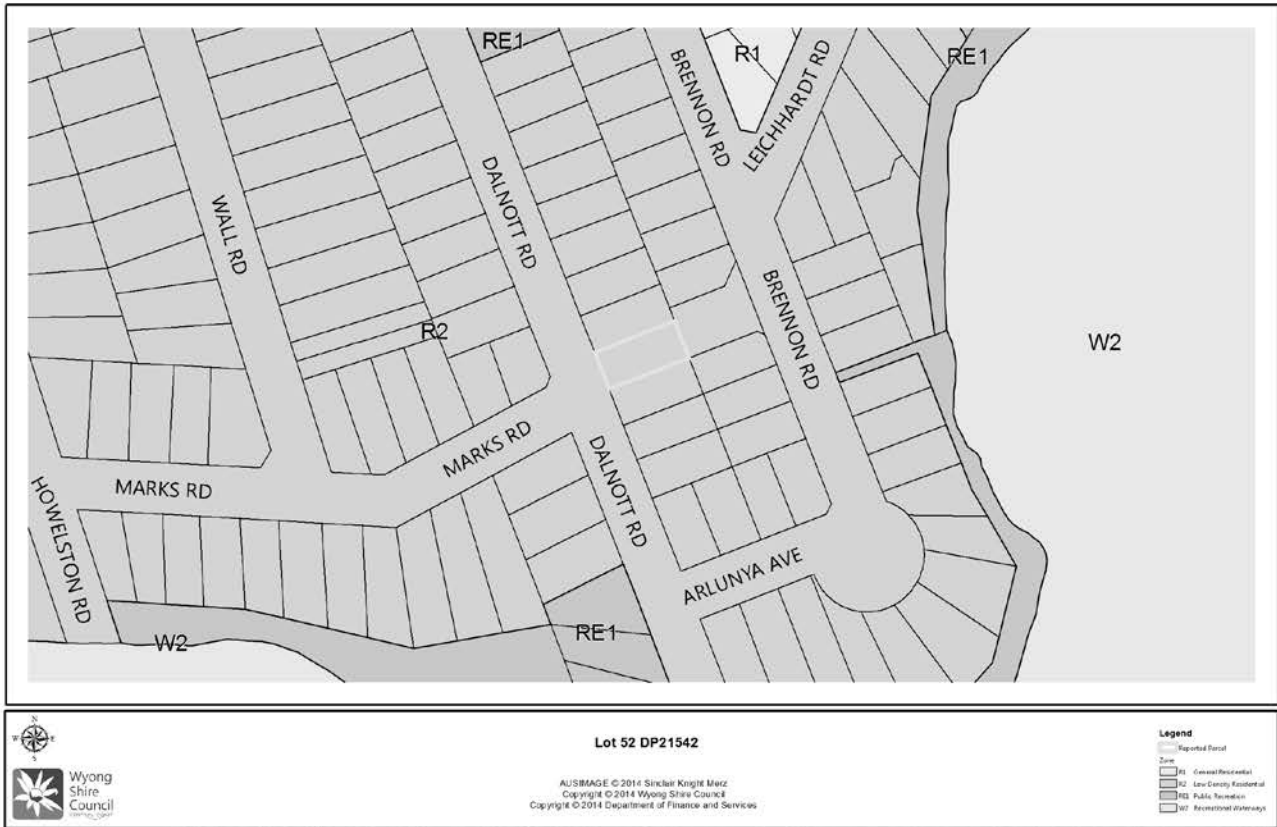 RE1
R1
RE1
BRENNON RD
LEICHHARDT RD
DALNOTT RD
WALL RD
BRENNON RD
R2
W2
MARKS RD
DALNOTT RD
MARKS RD
HOWELSTON RD
ARLUNYA AVE
RE1
W2
N
W E
S
Wyong
Shire
Council
Lot 52 DP21542
AUSIMAGE © 2014 Sinclair Knight Merz
Copyright © 2014 Wyong Shire Council
Copyright © 2014 Department of Finance and Services
Legend
Reported Parcel
Zone
R1 General Residential
R2 Low Density Residential
RE1 Public Recreation
W2 Recreational Waterways